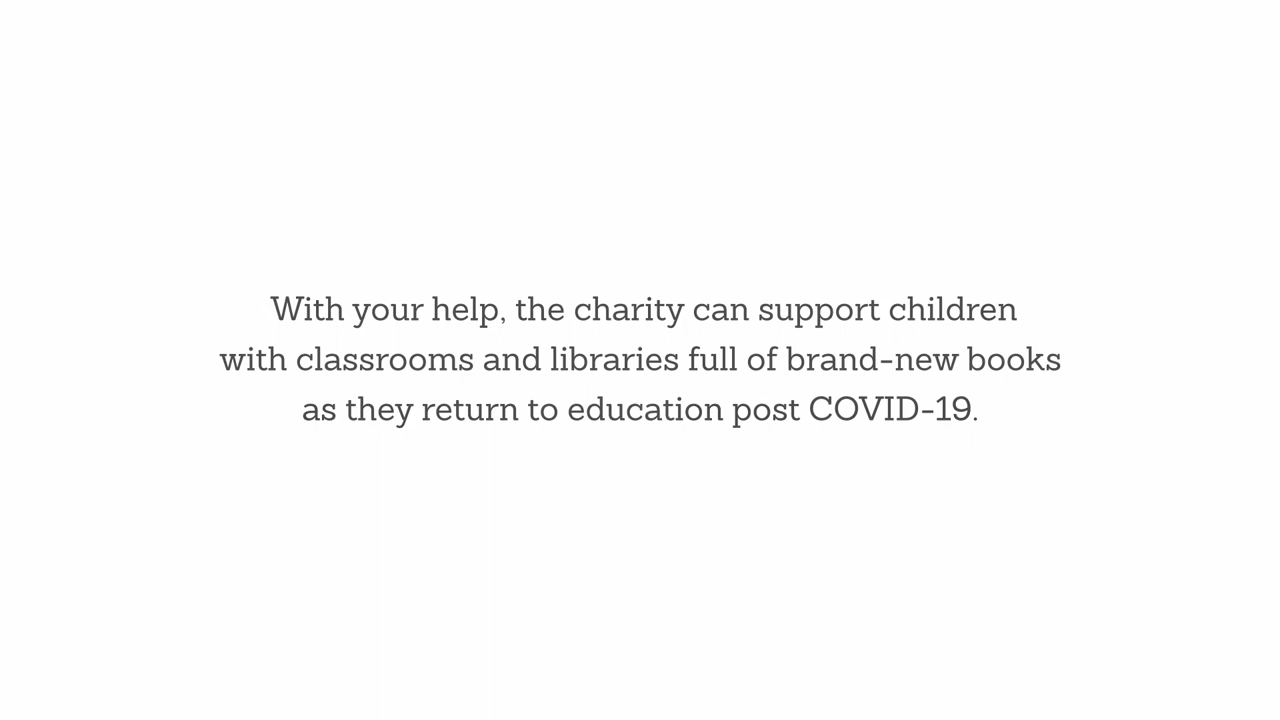 With your help, the charity can support children
with classrooms and libraries full of brand-new books
as they return to education post COVID-19.